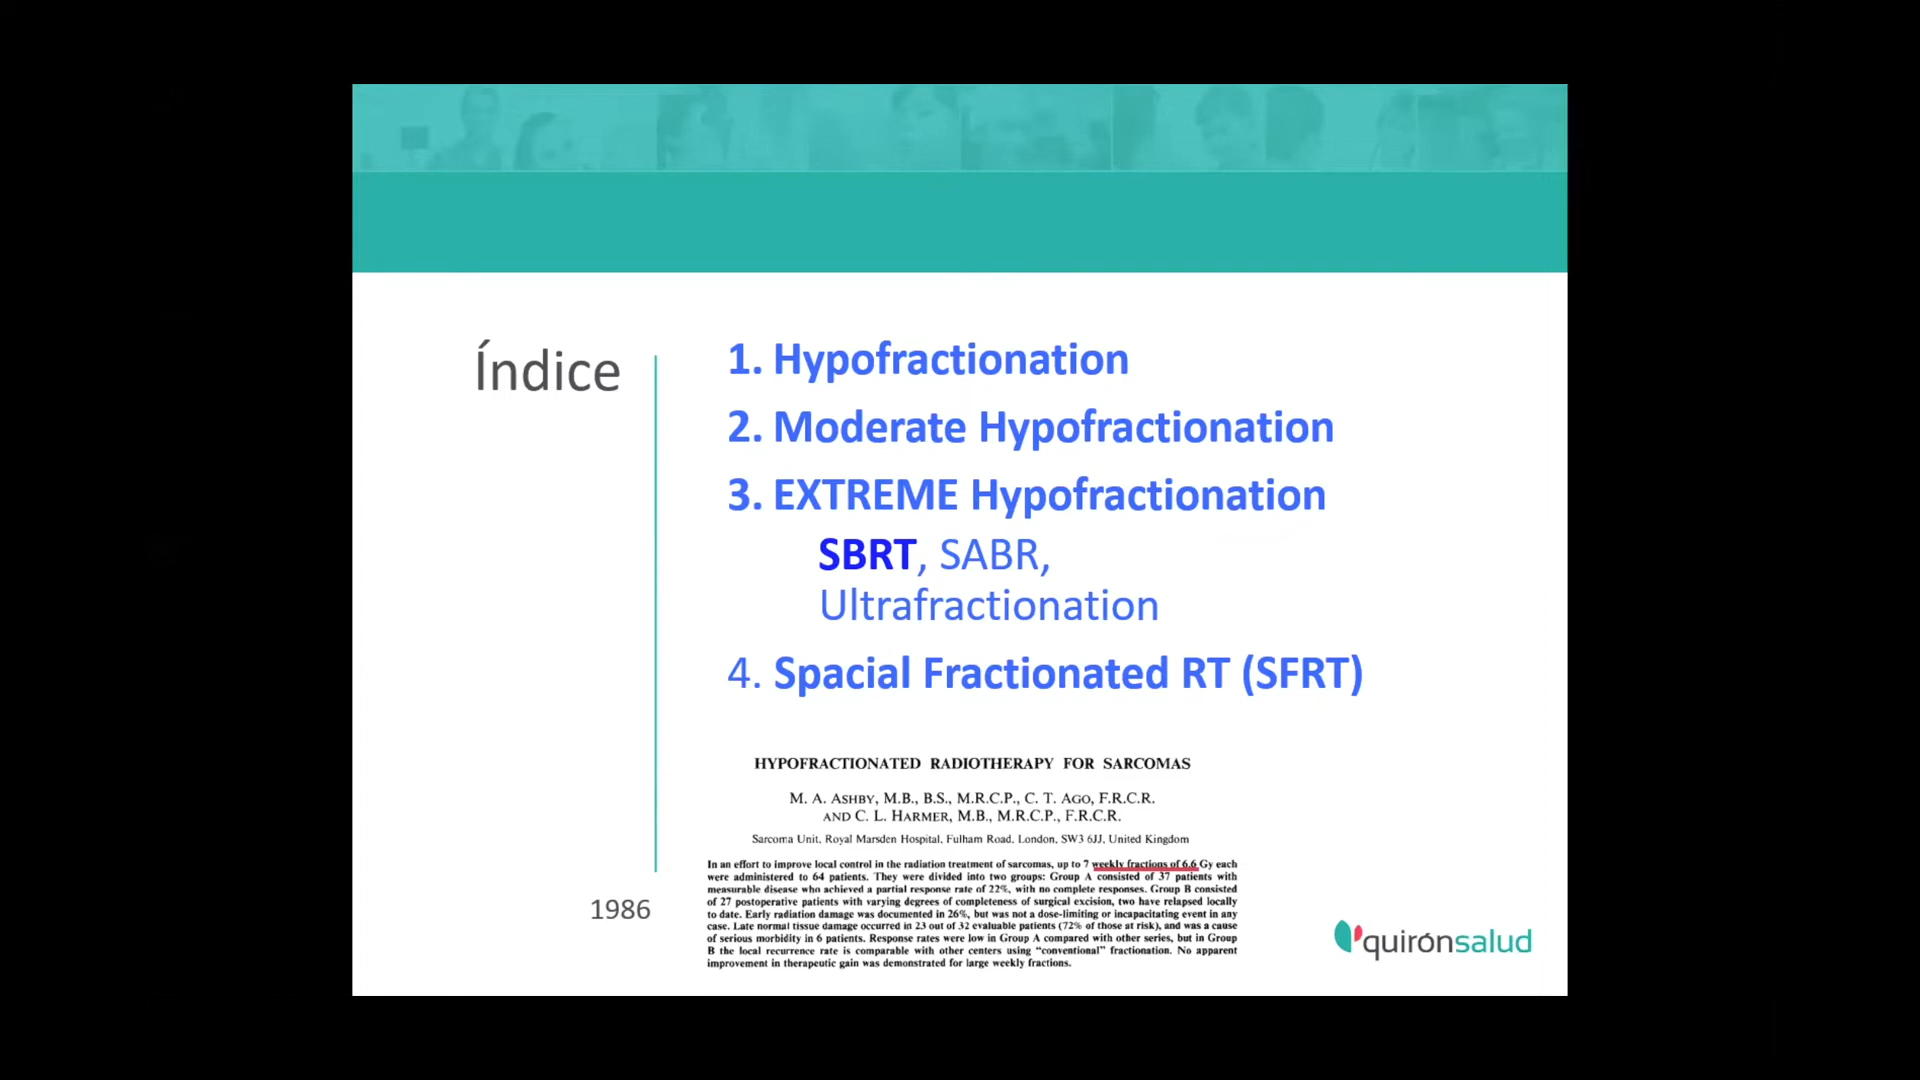 Índice
1. Hypofractionation
2. Moderate Hypofractionation
3. EXTREME Hypofractionation
SBRT, SABR,
Ultrafractionation
4. Spacial Fractionated RT (SFRT)
HYPOFRACTIONATED RADIOTHERAPY FOR SARCOMAS
M. A. ASHBY, M.B., B.S., M.R.C.P., C. T. AGO, F.R.C.R.
AND C. L. HARMER, M.B., M.R.C.P., F.R.C.R.
Sarcoma Unit, Royal Marsden Hospital, Fulham Road, London, SW3 6JJ, United Kingdom
In an effort to improve local control in the radiation treatment of sarcomas, up to 7 weekly fractions of 6.6 Gy each
were administered to 64 patients. They were divided into two groups: Group A consisted of 37 patients with
measurable disease who achieved a partial response rate of 22%, with no complete responses. Group B consisted
of 27 postoperative patients with varying degrees of completeness of surgical excision, two have relapsed locally
to date. Early radiation damage was documented in 26%, but was not a dose-limiting or incapacitating event in any
case. Late normal tissue damage occurred in 23 out of 32 evaluable patients (72% of those at risk), and was a cause
of serious morbidity in 6 patients. Response rates were low in Group A compared with other series, but in Group
B the local recurrence rate is comparable with other centers using “conventional” fractionation. No apparent
improvement in therapeutic gain was demonstrated for large weekly fractions.
1986
quirónsalud